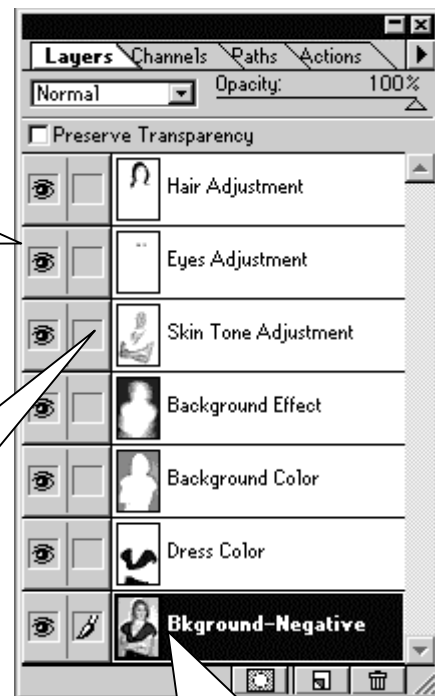 Layers Channels Paths Actions
Normal Opacity: 100%
Preserve Transparency
Hair Adjustment
Eyes Adjustment
Skin Tone Adjustment
Background Effect
Background Color
Dress Color
Bkground-Negative